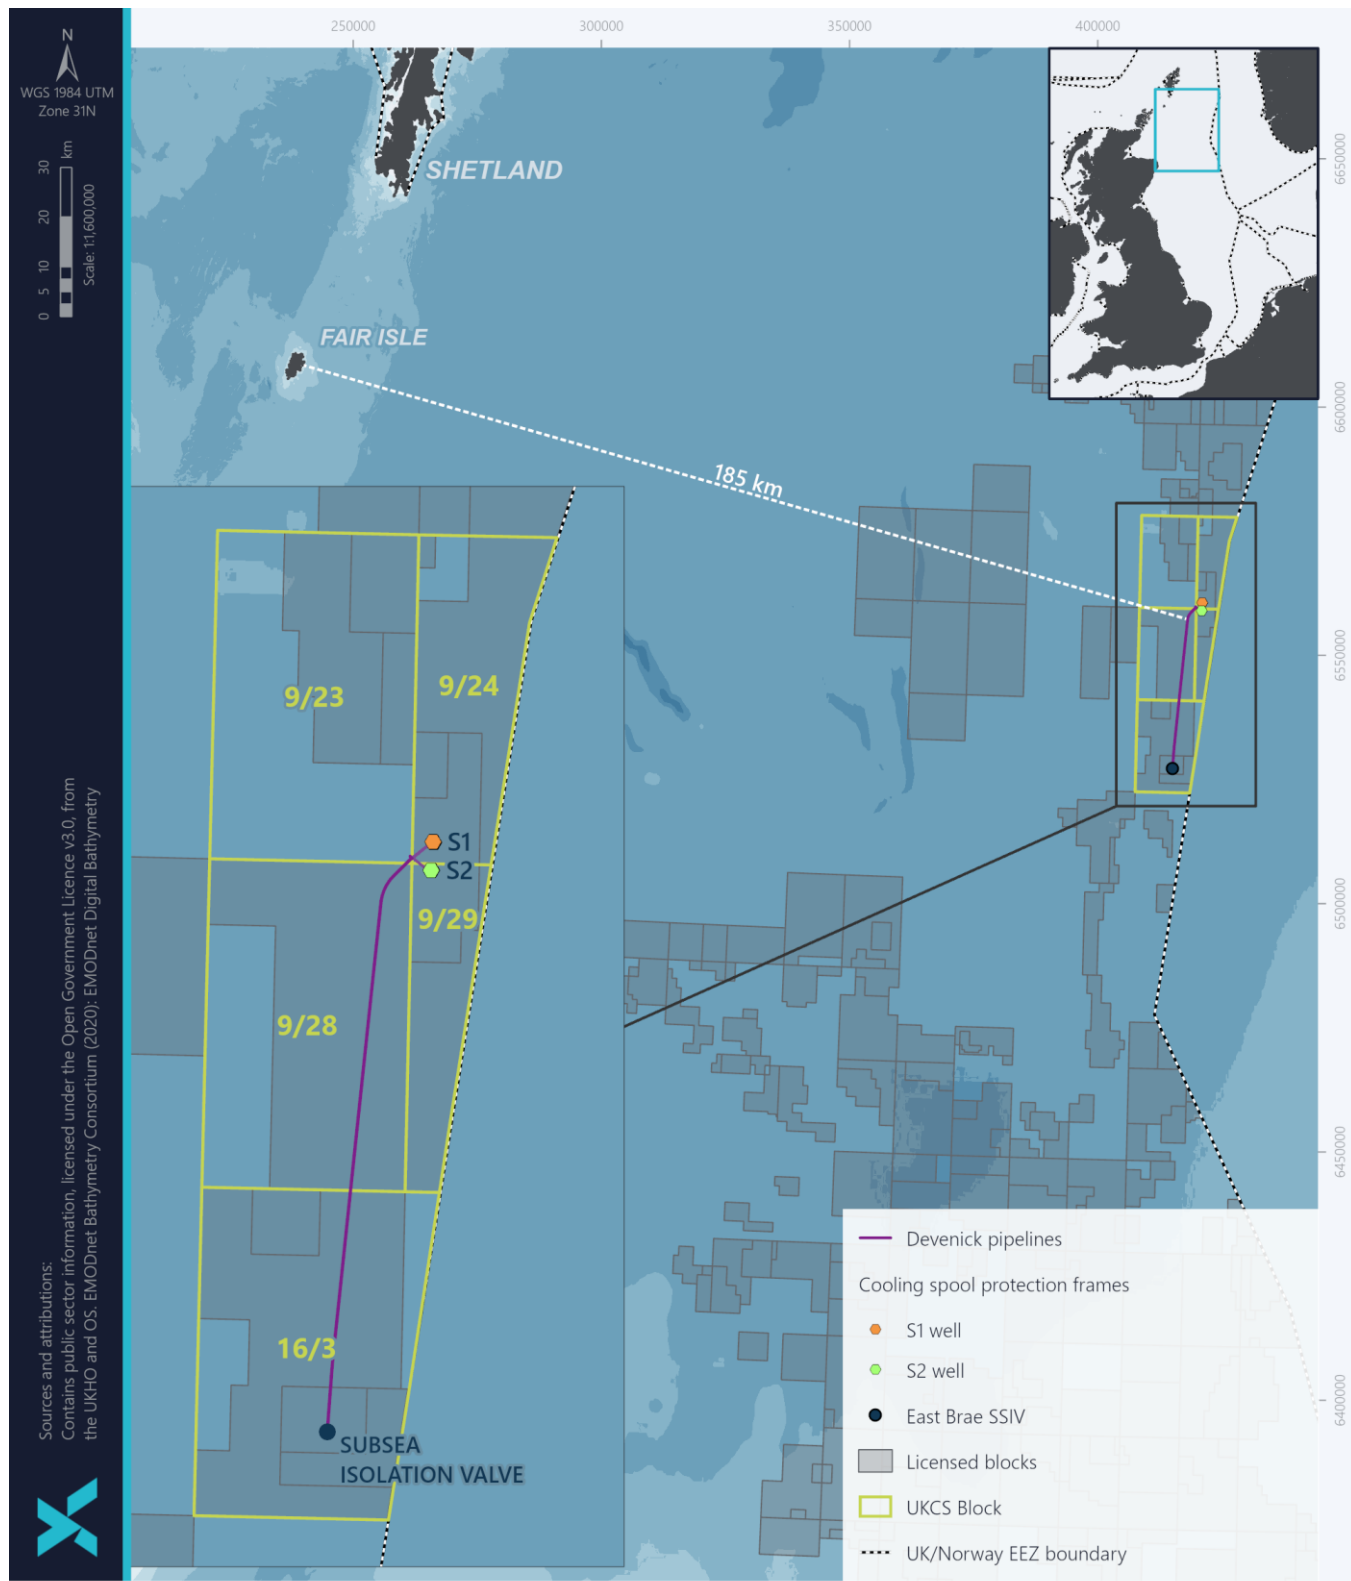 250000
300000
350000
400000
N
WGS 1984 UTM
Zone 31N
0 5 10 20 30 km
Scale: 1:1,600,000
SHETLAND
FAIR ISLE
185 km
6650000
6600000
6550000
6500000
6450000
6400000
9/23
9/24
S1
S2
9/29
9/28
16/3
SUBSEA
ISOLATION VALVE
Devenick pipelines
Cooling spool protection frames
S1 well
S2 well
East Brae SSIV
Licensed blocks
UKCS Block
UK/Norway EEZ boundary
Sources and attributions:
Contains public sector information, licensed under the Open Government Licence v3.0, from
the UKHO and OS. EMODnet Bathymetry Consortium (2020): EMODnet Digital Bathymetry